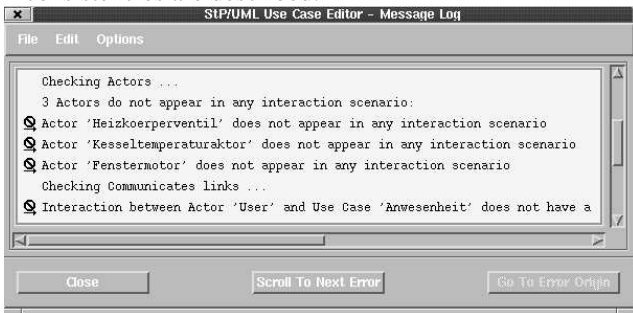 StP/UML Use Case Editor - Message Log
File Edit Options
Checking Actors ...
3 Actors do not appear in any interaction scenario:
Actor 'Heizkoerperventil' does not appear in any interaction scenario
Actor 'Kesseltemperaturaktor' does not appear in any interaction scenario
Actor 'Fenstermotor' does not appear in any interaction scenario
Checking Communicates links ...
Interaction between Actor 'User' and Use Case 'Anwesenheit' does not have a
Close Scroll To Next Error Go To Error Origin